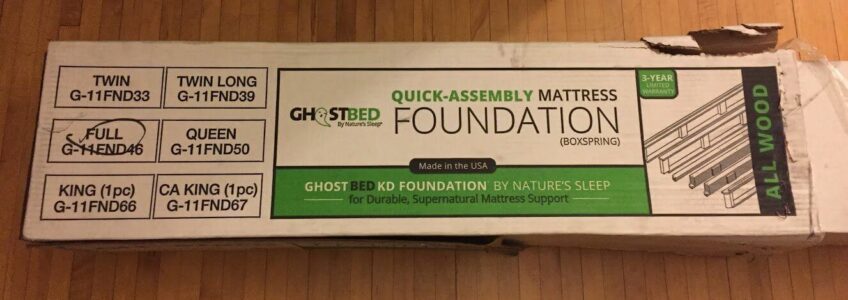 TWIN
G-11FND33
TWIN LONG
G-11FND39
FULL
G-11FND46
QUEEN
G-11FND50
KING (1pc)
G-11FND66
CA KING (1pc)
G-11FND67
GHOSTBED
By Nature's Sleep®
QUICK-ASSEMBLY MATTRESS
FOUNDATION
(BOXSPRING)
Made in the USA
GHOSTBED KD FOUNDATION BY NATURE'S SLEEP
for Durable, Supernatural Mattress Support
3-YEAR
LIMITED
WARRANTY
ALL WOOD